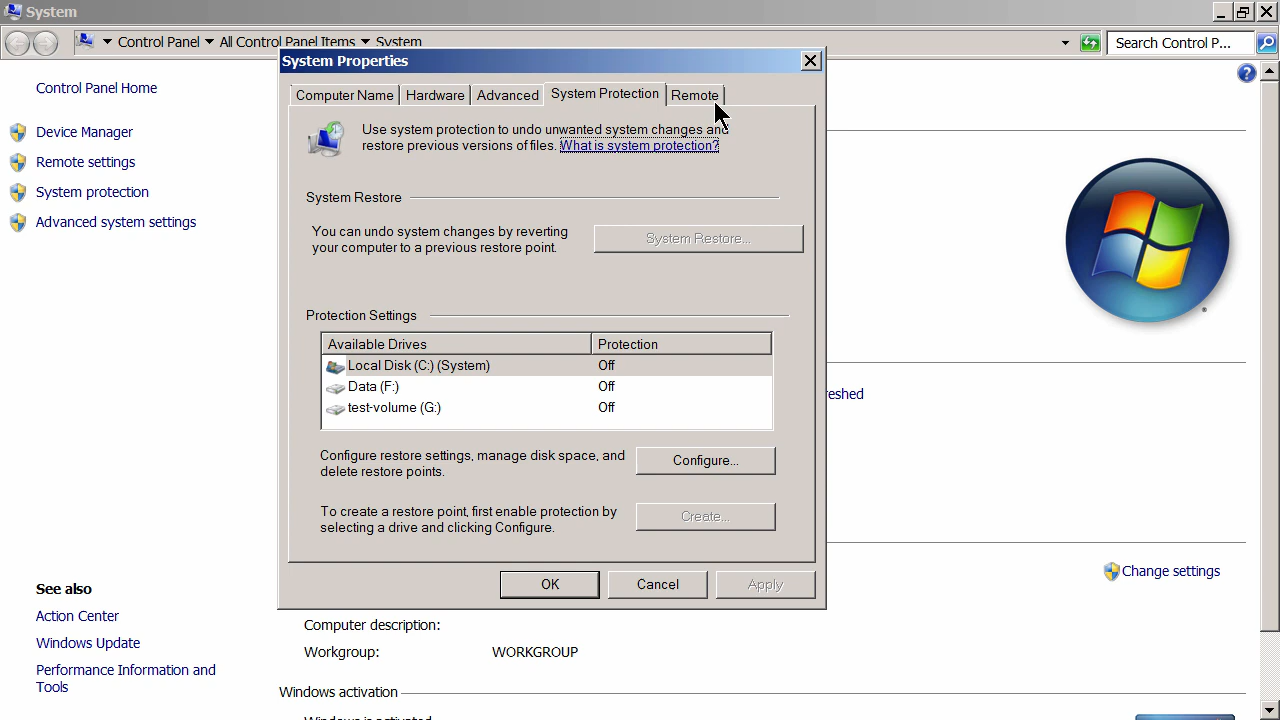 System
Control Panel
All Control Panel Items
System
Search Control P...
Control Panel Home
Device Manager
Remote settings
System protection
Advanced system settings
See also
Action Center
Windows Update
Performance Information and
Tools
System Properties
Computer Name
Hardware
Advanced
System Protection
Remote
Use system protection to undo unwanted system changes and
restore previous versions of files. What is system protection?
System Restore
You can undo system changes by reverting
your computer to a previous restore point.
System Restore...
Protection Settings
Available Drives
Protection
Local Disk (C:) (System)
Off
Data (F:)
Off
test-volume (G:)
Off
Configure restore settings, manage disk space, and
delete restore points.
Configure...
To create a restore point, first enable protection by
selecting a drive and clicking Configure.
Create...
OK
Cancel
Apply
Change settings
Computer description:
Workgroup:
WORKGROUP
Windows activation